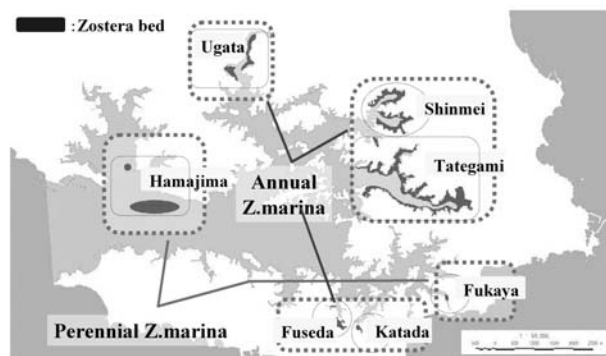 : Zostera bed
Ugata
Shinmei
Tategami
Hamajima
Annual
Z.marina
Fukaya
Perennial Z.marina
Fuseda
Katada